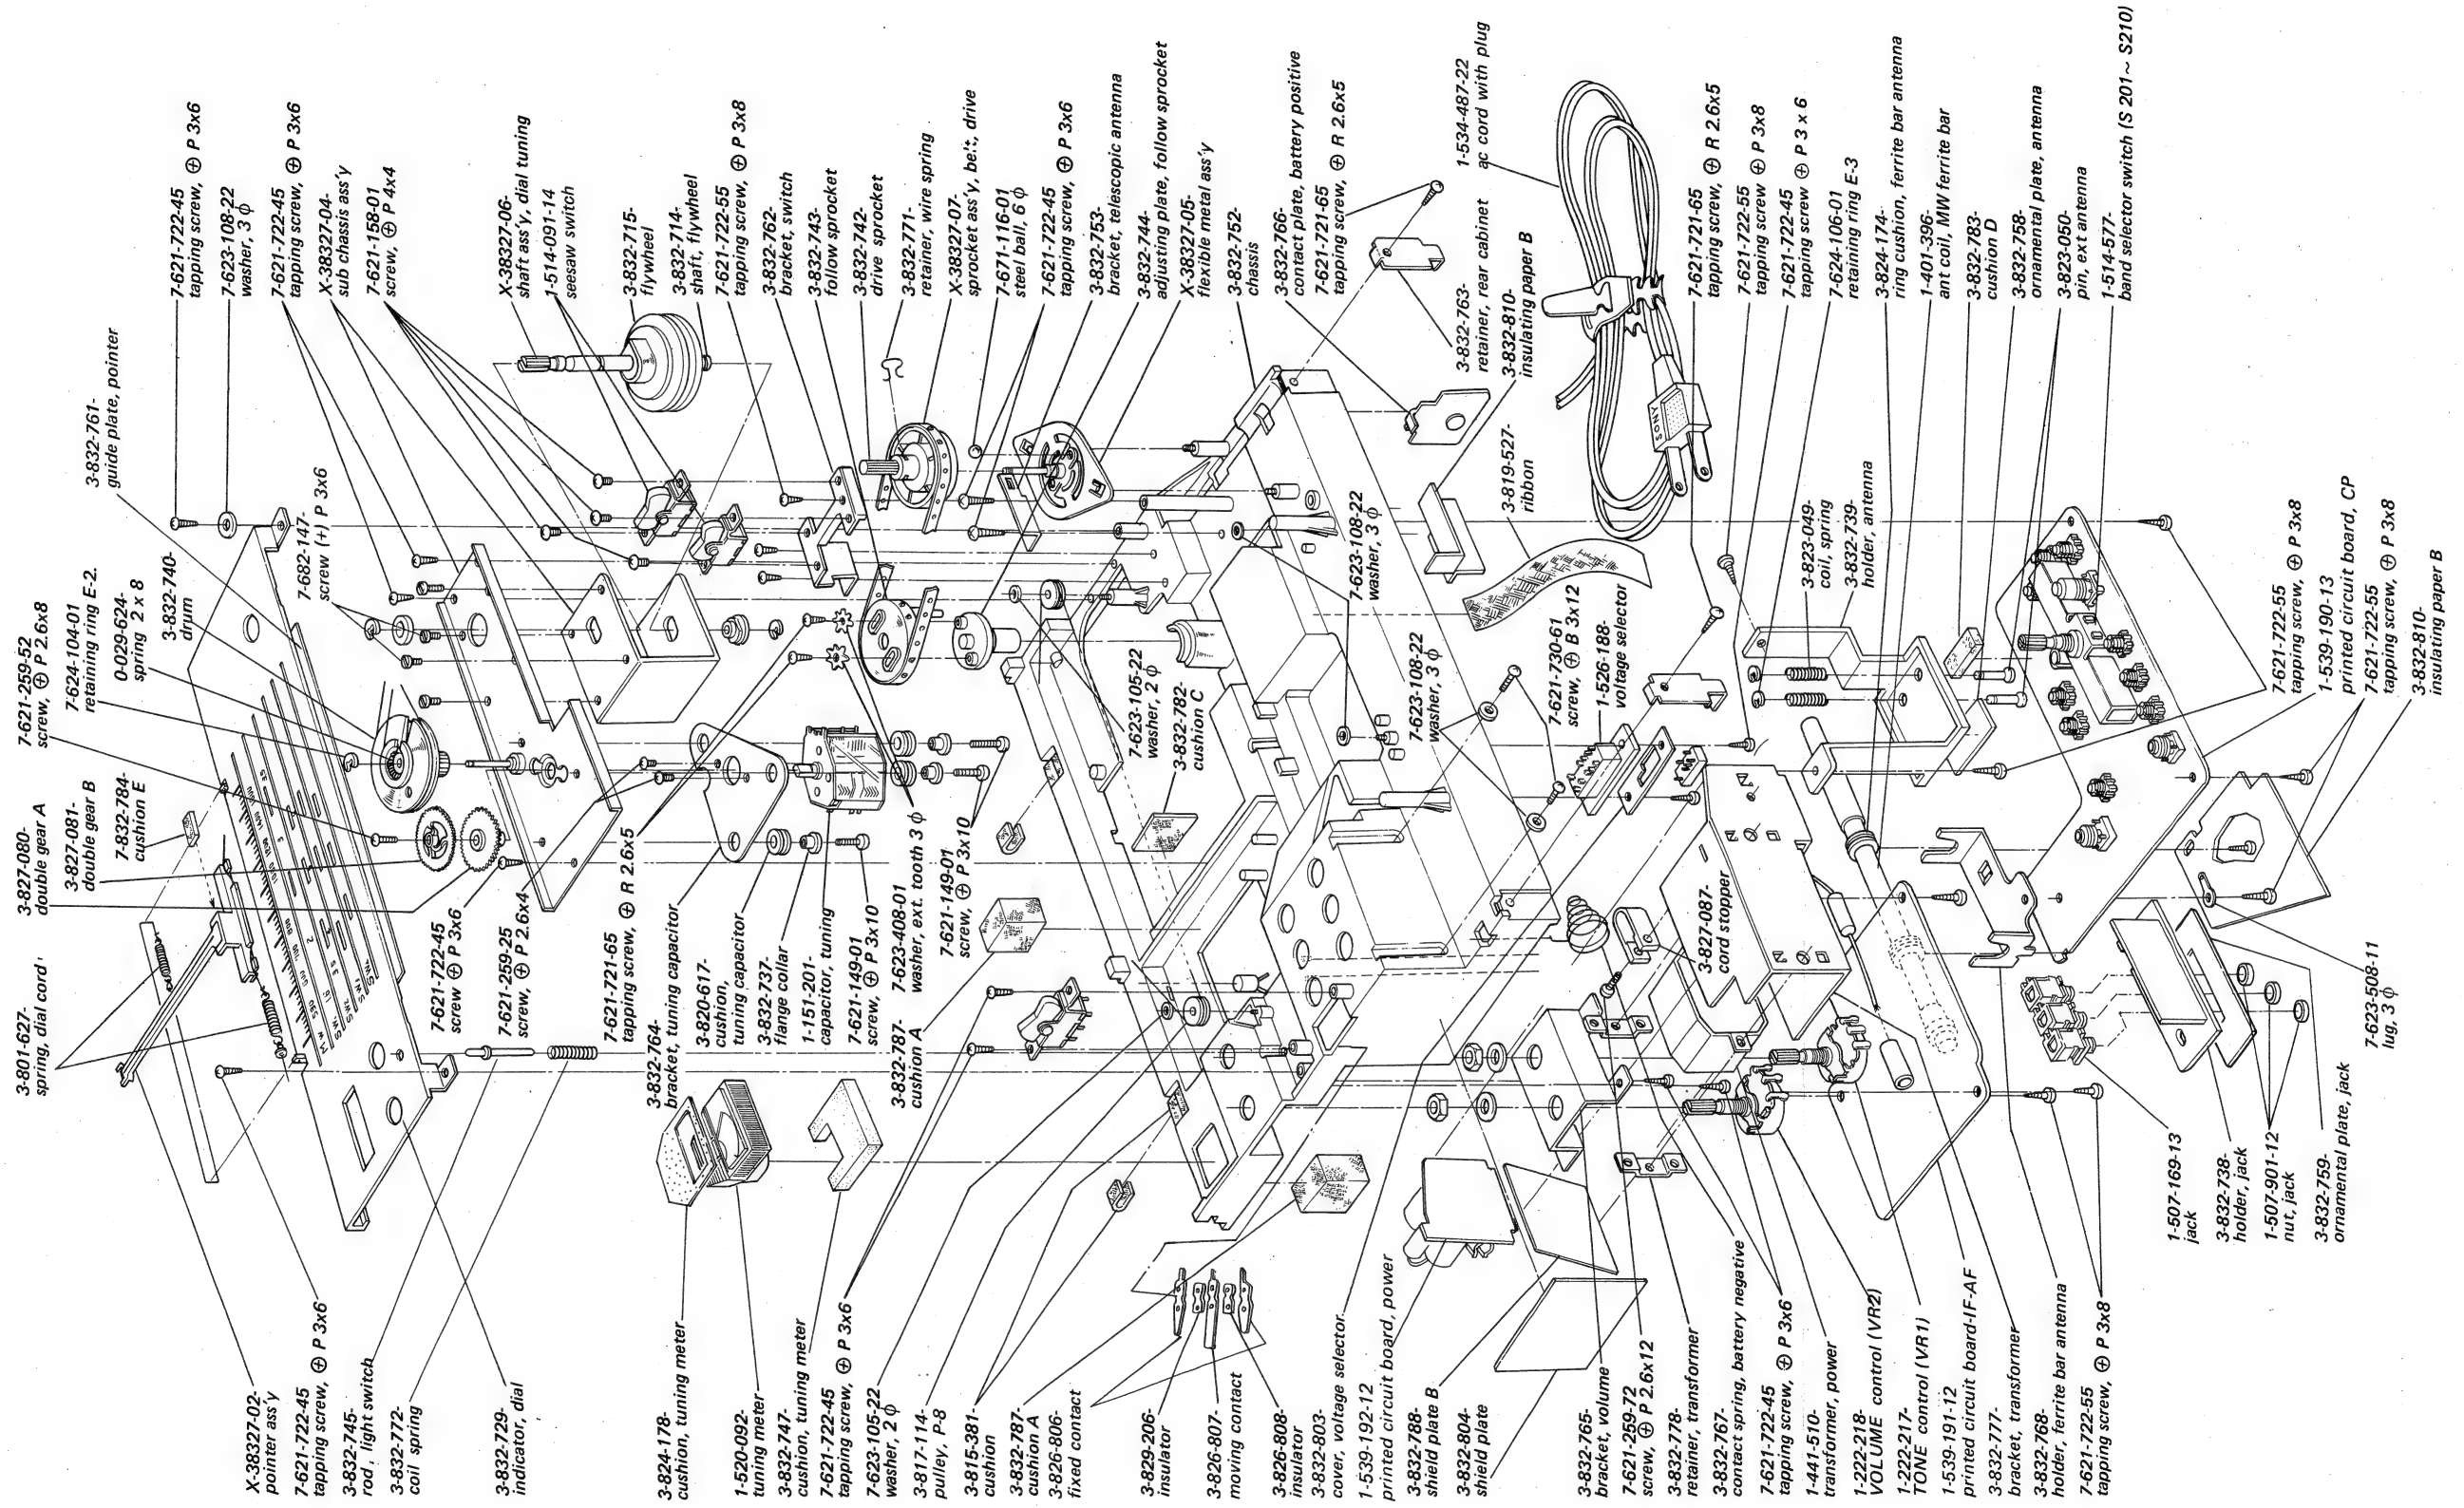 3-801-627-
spring, dial cord
3-827-080-
double gear A
3-827-081-
double gear B
7-832-784-
cushion E
7-621-259-52
screw, ⊕ P 2.6x8
7-624-104-01
retaining ring E-2.
0-0029-624-
spring 2 x 8
3-832-740-
drum
7-682-147-
screw (+) P 3x6
3-832-761-
guide plate, pointer
7-621-722-45
tapping screw, ⊕ P 3x6
7-623-108-22
washer, 3 ϕ
7-621-722-45
tapping screw, ⊕ P 3x6
X-38327-04-
sub chassis ass'y
7-621-158-01
screw, ⊕ P 4x4
X-38327-06-
shaft ass'y, dial tuning
1-514-091-14
seesaw switch
3-832-715-
flywheel
3-832-714-
shaft, flywheel
7-621-722-55
tapping screw, ⊕ P 3x8
3-832-762-
bracket, switch
3-832-743-
follow sprocket
3-832-742-
drive sprocket
3-832-771-
retainer, wire spring
X-38327-07-
sprocket ass'y, belt, drive
7-671-116-01
steel ball, 6 ϕ
7-621-722-45
tapping screw, ⊕ P 3x6
3-832-753-
bracket, telescopic antenna
3-832-744-
adjusting plate, follow sprocket
X-38327-05-
flexible metal ass'y
3-832-752-
chassis
3-832-766-
contact plate, battery positive
7-621-721-65
tapping screw, ⊕ R 2.6x5
3-832-763-
retainer, rear cabinet
3-832-810-
insulating paper B
1-534-487-22
ac cord with plug
SONY
3-819-527-
ribbon
7-621-721-65
tapping screw, ⊕ R 2.6x5
7-621-722-55
tapping screw ⊕ P 3x8
7-621-722-45
tapping screw ⊕ P 3 x 6
7-624-106-01
retaining ring E-3
3-824-174-
ring cushion, ferrite bar antenna
1-401-396-
ant coil, MW ferrite bar
3-832-783-
cushion D
3-832-758-
ornamental plate, antenna
3-823-050-
pin, ext antenna
1-514-577-
band selector switch (S 201 ~ S210)
3-823-049-
coil, spring
3-832-739-
holder, antenna
7-621-722-55
tapping screw, ⊕ P 3x8
1-539-190-13
printed circuit board, CP
7-621-722-55
tapping screw, ⊕ P 3x8
3-832-810-
insulating paper B
7-621-722-45
screw ⊕ P 3x6
7-621-259-25
screw, ⊕ P 2.6x4
7-621-721-65
tapping screw, ⊕ R 2.6x5
3-832-764-
bracket, tuning capacitor
3-820-617-
cushion,
tuning capacitor
3-832-737-
flange collar
1-151-201-
capacitor, tuning
7-621-149-01
screw, ⊕ P 3x10
7-623-408-01
washer, ext. tooth 3 ϕ
7-621-149-01
screw, ⊕ P 3x10
3-832-787-
cushion A
7-623-105-22
washer, 2 ϕ
3-832-782-
cushion C
7-623-108-22
washer, 3 ϕ
7-623-108-22
washer, 3 ϕ
7-621-730-61
screw, ⊕ B 3x12
1-526-188-
voltage selector
3-827-087-
cord stopper
X-38327-02-
pointer ass'y
7-621-722-45
tapping screw, ⊕ P 3x6
3-832-745-
rod, light switch
3-832-772-
coil spring
3-832-729-
indicator, dial
3-824-178-
cushion, tuning meter
1-520-092-
tuning meter
3-832-747-
cushion, tuning meter
7-621-722-45
tapping screw, ⊕ P 3x6
7-623-105-22
washer, 2 ϕ
3-817-114-
pulley, P-8
3-815-381-
cushion
3-832-787-
cushion A
3-826-806-
fixed contact
3-829-206-
insulator
3-826-807-
moving contact
3-826-808-
insulator
3-832-803-
cover, voltage selector
1-539-192-12
printed circuit board, power
3-832-788-
shield plate B
3-832-804-
shield plate
3-832-765-
bracket, volume
7-621-259-72
screw, ⊕ P 2.6x12
3-832-778-
retainer, transformer
3-832-767-
contact spring, battery negative
7-621-722-45
tapping screw, ⊕ P 3x6
1-441-510-
transformer, power
1-222-218-
VOLUME control (VR2)
1-222-217-
TONE control (VR1)
1-539-191-12
printed circuit board-IF-AF
3-832-777-
bracket, transformer
3-832-768-
holder, ferrite bar antenna
7-621-722-55
tapping screw, ⊕ P 3x8
1-507-169-13
jack
3-832-738-
holder, jack
1-507-901-12
nut, jack
3-832-759-
ornamental plate, jack
7-623-508-11
lug, 3 ϕ